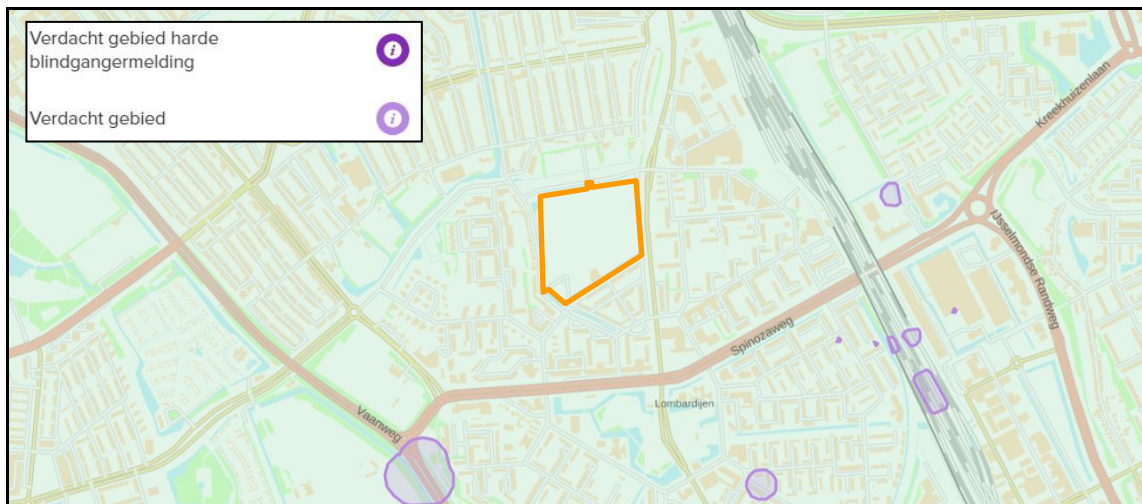 Verdacht gebied harde
blindgangermelding
i
Verdacht gebied
i
Kreekhuizenlaan
IJsselmondse Randweg
Spinozaweg
Lombardijen
Vaanweg